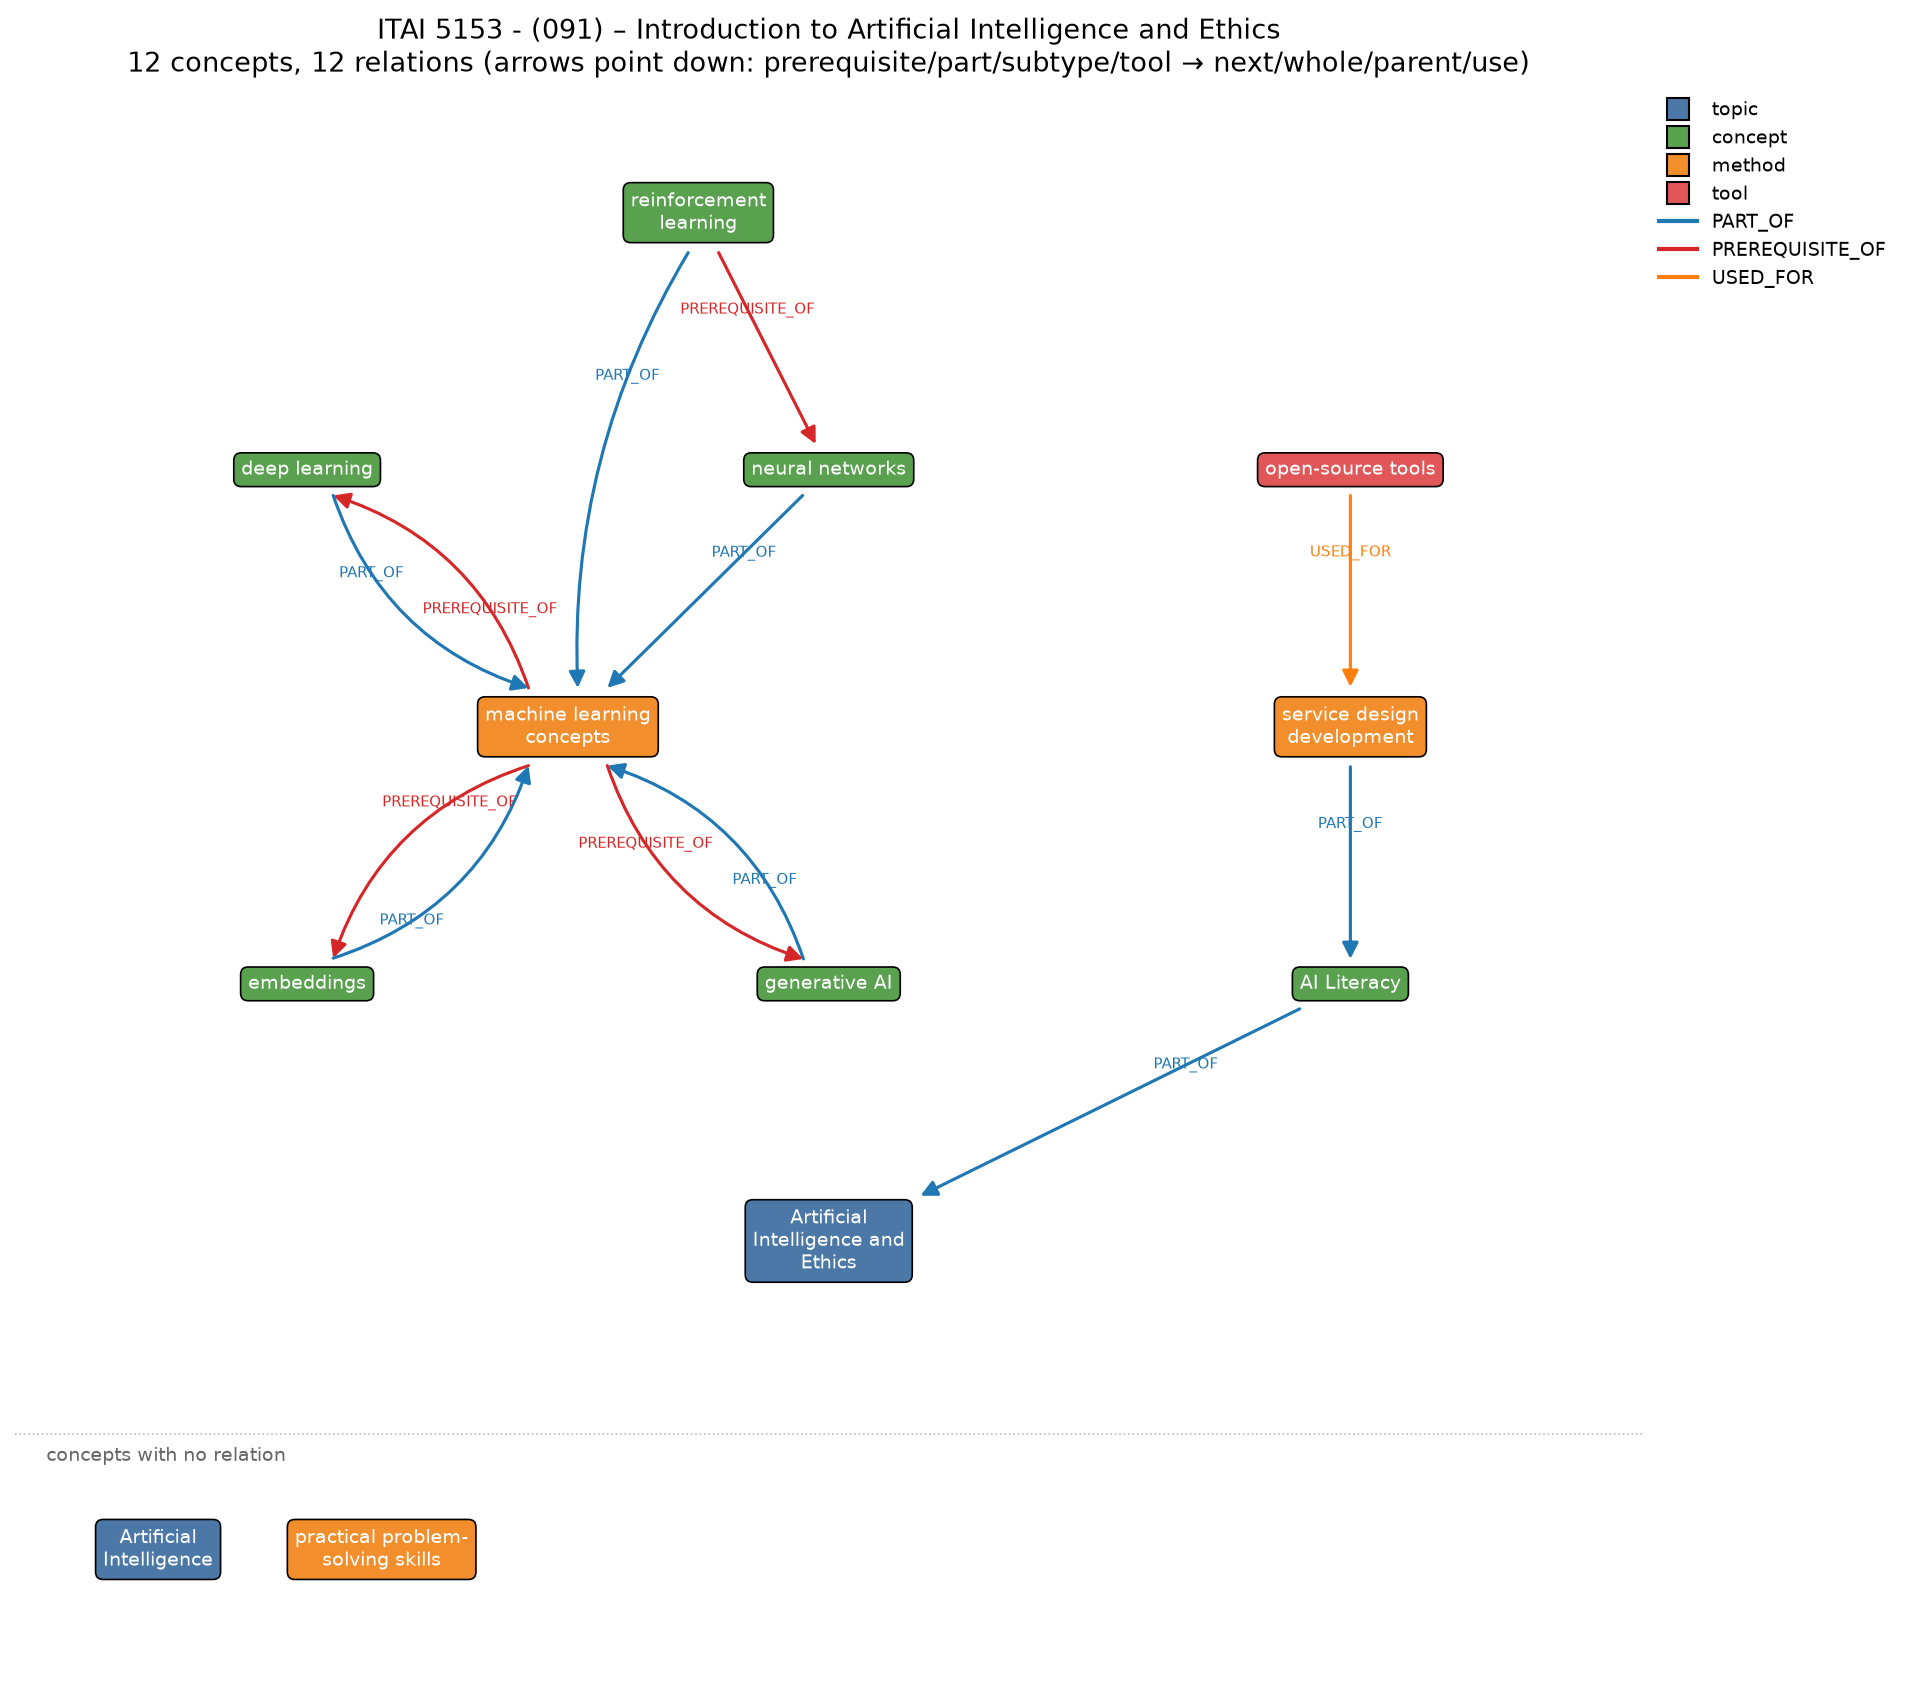 ITAI 5153 - (091) – Introduction to Artificial Intelligence and Ethics
12 concepts, 12 relations (arrows point down: prerequisite/part/subtype/tool → next/whole/parent/use)
topic
concept
method
tool
PART_OF
PREREQUISITE_OF
USED_FOR
reinforcement
learning
PREREQUISITE_OF
PART_OF
deep learning
neural networks
open-source tools
PART_OF
USED_FOR
PART_OF
PREREQUISITE_OF
machine learning
concepts
service design
development
PREREQUISITE_OF
PART_OF
PREREQUISITE_OF
PART_OF
PART_OF
embeddings
generative AI
AI Literacy
PART_OF
Artificial
Intelligence and
Ethics
concepts with no relation
Artificial
Intelligence
practical problem-
solving skills